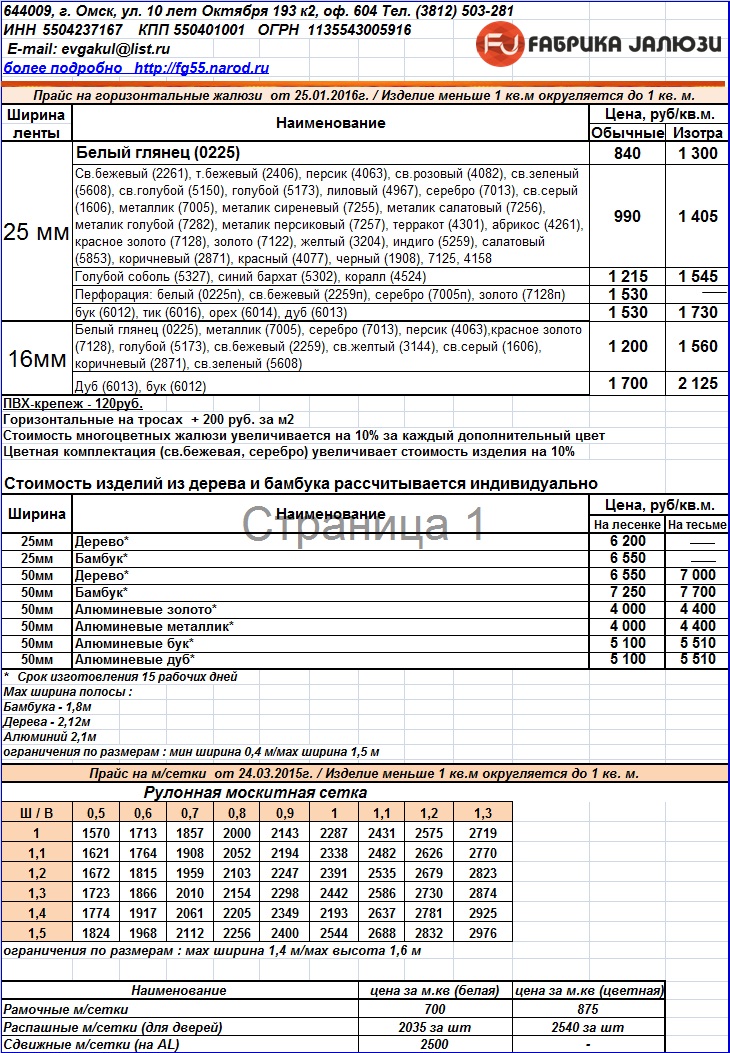 644009, г. Омск, ул. 10 лет Октября 193 к2, оф. 604 Тел. (3812) 503-281
ИНН 5504237167 КПП 550401001 ОГРН 1135543005916
E-mail: evgakul@list.ru
более подробно http://fg55.narod.ru
FJ ФАБРИКА ЖАЛЮЗИ
Прайс на горизонтальные жалюзи от 25.01.2016г. / Изделие меньше 1 кв.м округляется до 1 кв. м.
Ширина ленты Наименование Цена, руб/кв.м.
Обычные Изотра
25 мм Белый глянец (0225) 840 1 300
Св.бежевый (2261), т.бежевый (2406), персик (4063), св.розовый (4082), св.зеленый
(5608), св.голубой (5150), голубой (5173), лиловый (4967), серебро (7013), св.серый
(1606), металлик (7005), металик сиреневый (7255), металик салатовый (7256),
металик голубой (7282), металик персиковый (7257), терракот (4301), абрикос (4261),
красное золото (7128), золото (7122), желтый (3204), индиго (5259), салатовый
(5853), коричневый (2871), красный (4077), черный (1908), 7125, 4158
990 1 405
Голубой соболь (5327), синий бархат (5302), коралл (4524) 1 215 1 545
Перфорация: белый (0225п), св.бежевый (2259п), серебро (7005п), золото (7128п) 1 530 ——
бук (6012), тик (6016), орех (6014), дуб (6013) 1 530 1 730
16мм Белый глянец (0225), металлик (7005), серебро (7013), персик (4063),красное золото
(7128), голубой (5173), св.бежевый (2259), св.желтый (3144), св.серый (1606),
коричневый (2871), св.зеленый (5608)
1 200 1 560
Дуб (6013), бук (6012) 1 700 2 125
ПВХ-крепеж - 120руб.
Горизонтальные на тросах + 200 руб. за м2
Стоимость многоцветных жалюзи увеличивается на 10% за каждый дополнительный цвет
Цветная комплектация (св.бежевая, серебро) увеличивает стоимость изделия на 10%
Стоимость изделий из дерева и бамбука рассчитывается индивидуально
Ширина Наименование Цена, руб/кв.м.
На лесенке На тесьме
Страница 1
25мм Дерево* 6 200 ——
25мм Бамбук* 6 550 ——
50мм Дерево* 6 550 7 000
50мм Бамбук* 7 250 7 700
50мм Алюминевые золото* 4 000 4 400
50мм Алюминевые металлик* 4 000 4 400
50мм Алюминевые бук* 5 100 5 510
50мм Алюминевые дуб* 5 100 5 510
* Срок изготовления 15 рабочих дней
Мах ширина полосы :
Бамбука - 1,8м
Дерева - 2,12м
Алюминий 2,1м
ограничения по размерам : мин ширина 0,4 м/мах ширина 1,5 м
Прайс на м/сетки от 24.03.2015г. / Изделие меньше 1 кв.м округляется до 1 кв. м.
Рулонная москитная сетка
Ш / В 0,5 0,6 0,7 0,8 0,9 1 1,1 1,2 1,3
1 1570 1713 1857 2000 2143 2287 2431 2575 2719
1,1 1621 1764 1908 2052 2194 2338 2482 2626 2770
1,2 1672 1815 1959 2103 2247 2391 2535 2679 2823
1,3 1723 1866 2010 2154 2298 2442 2586 2730 2874
1,4 1774 1917 2061 2205 2349 2193 2637 2781 2925
1,5 1824 1968 2112 2256 2400 2544 2688 2832 2976
ограничения по размерам : мах ширина 1,4 м/мах высота 1,6 м
Наименование цена за м.кв (белая) цена за м.кв (цветная)
Рамочные м/сетки 700 875
Распашные м/сетки (для дверей) 2035 за шт 2540 за шт
Сдвижные м/сетки (на AL) 2500 -